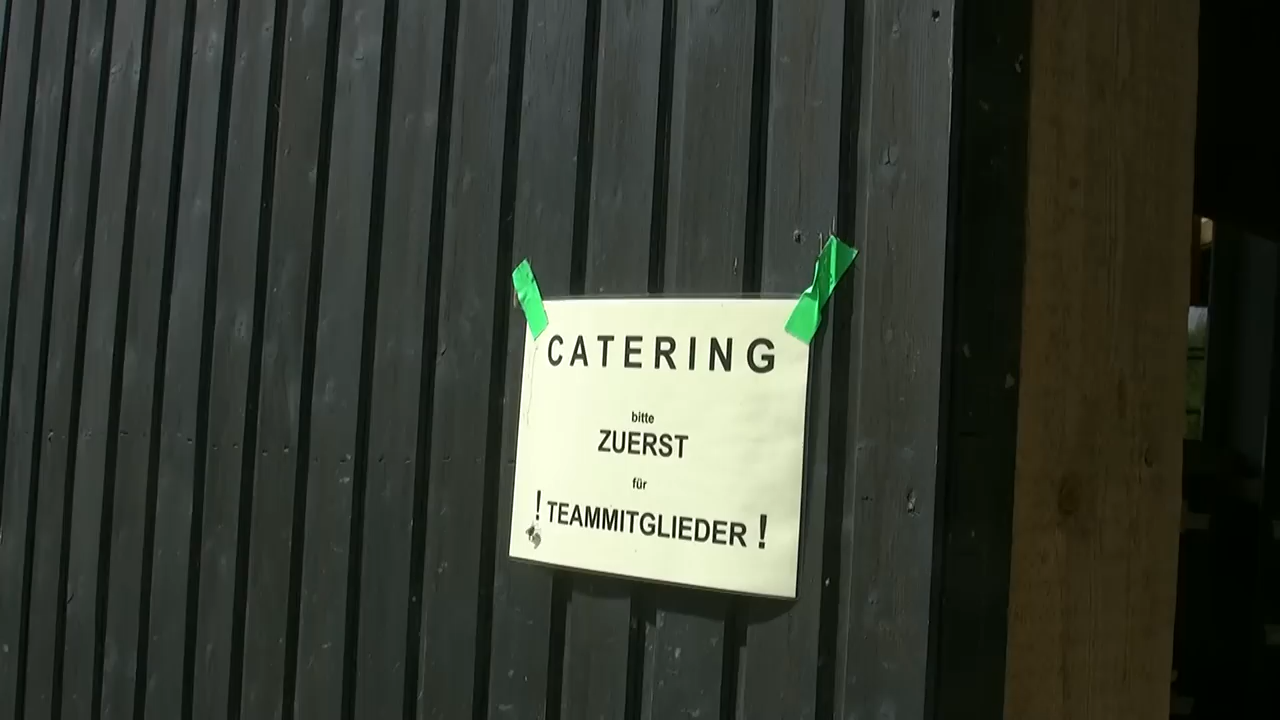 CATERING
bitte
ZUERST
für
! TEAMMITGLIEDER !